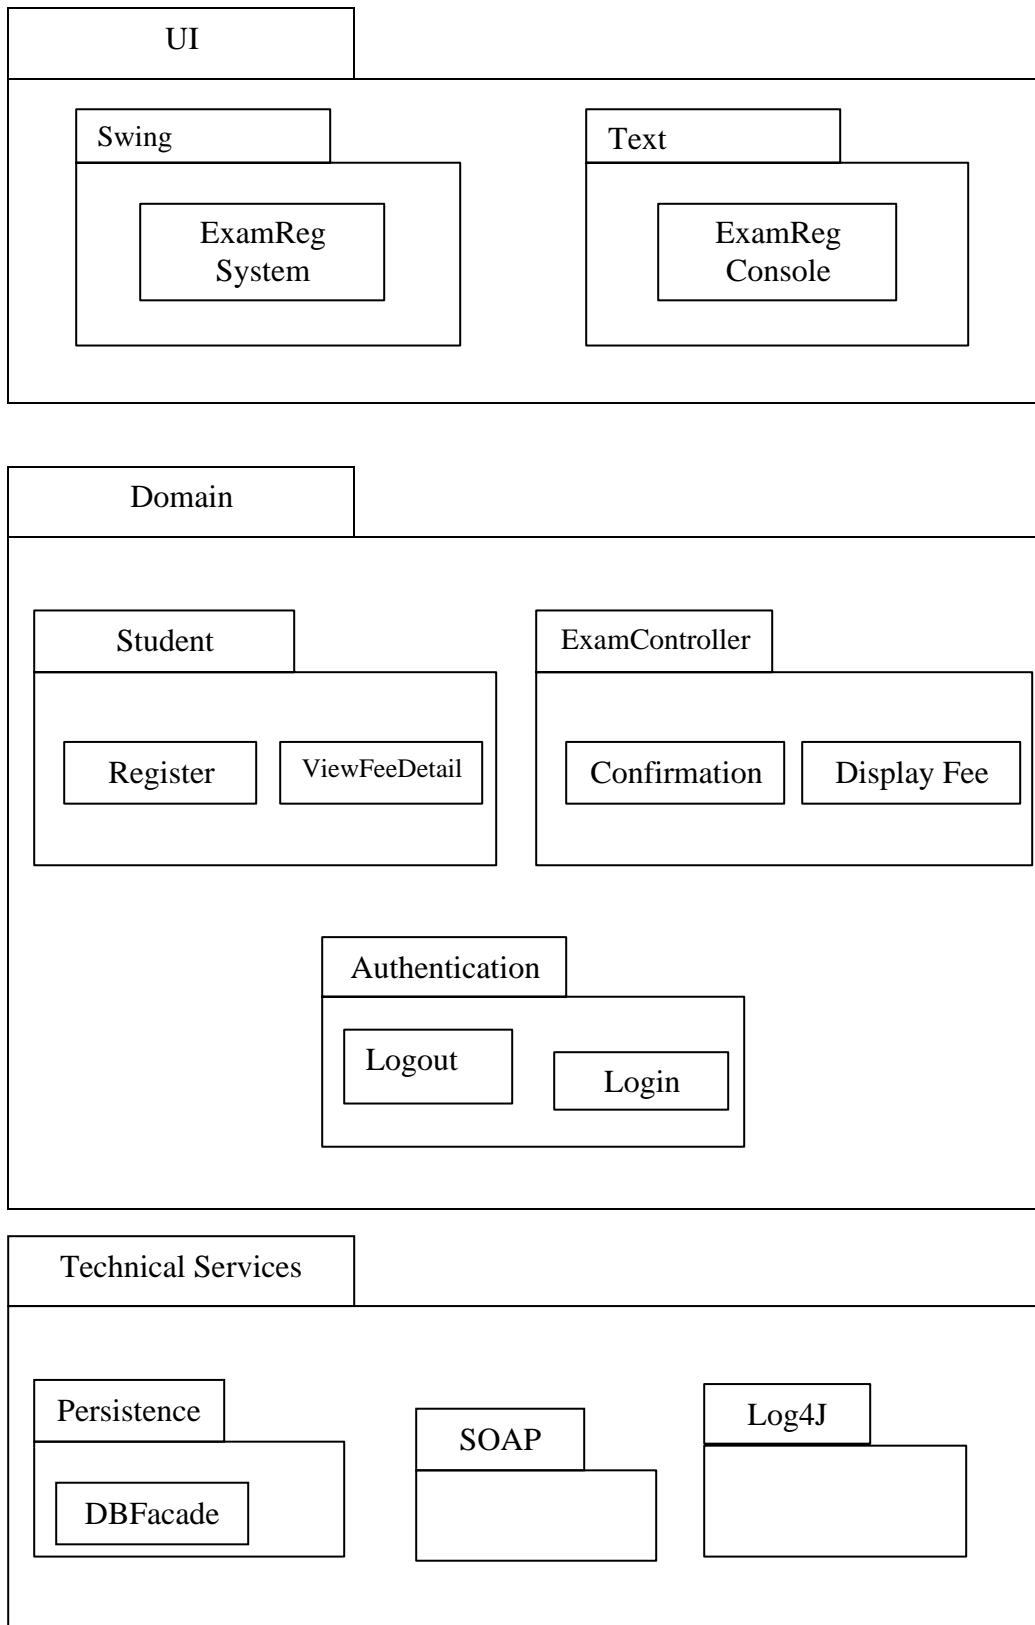 UI
Swing
Text
ExamReg
System
ExamReg
Console
Domain
Student
ExamController
Register
ViewFeeDetail
Confirmation
Display Fee
Authentication
Logout
Login
Technical Services
Persistence
SOAP
Log4J
DBFacade